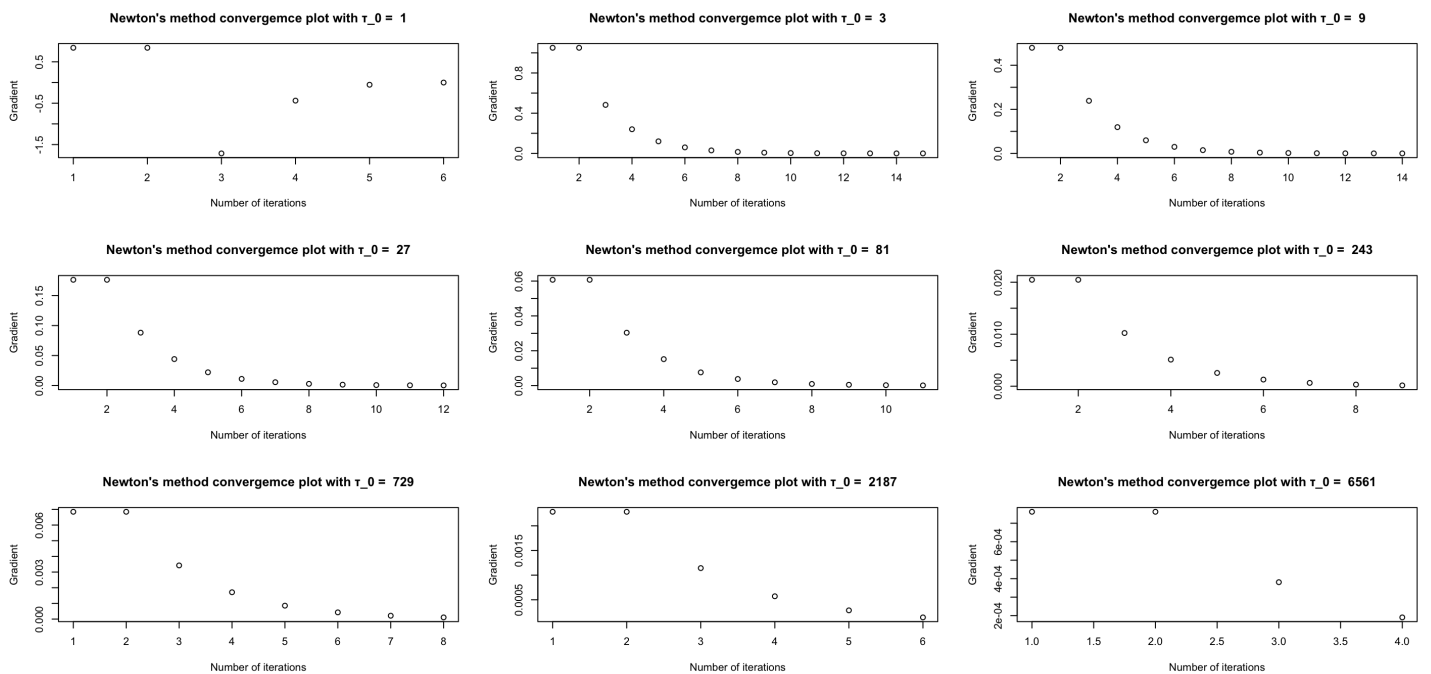 Newton's method convergemce plot with τ_0 = 1
Gradient
0.5
-0.5
-1.5
1 2 3 4 5 6
Number of iterations
Newton's method convergemce plot with τ_0 = 3
Gradient
0.8
0.4
0.0
2 4 6 8 10 12 14
Number of iterations
Newton's method convergemce plot with τ_0 = 9
Gradient
0.4
0.2
0.0
2 4 6 8 10 12 14
Number of iterations
Newton's method convergemce plot with τ_0 = 27
Gradient
0.15
0.10
0.05
0.00
2 4 6 8 10 12
Number of iterations
Newton's method convergemce plot with τ_0 = 81
Gradient
0.06
0.04
0.02
0.00
2 4 6 8 10
Number of iterations
Newton's method convergemce plot with τ_0 = 243
Gradient
0.020
0.010
0.000
2 4 6 8
Number of iterations
Newton's method convergemce plot with τ_0 = 729
Gradient
0.006
0.003
0.000
1 2 3 4 5 6 7 8
Number of iterations
Newton's method convergemce plot with τ_0 = 2187
Gradient
0.0015
0.0005
1 2 3 4 5 6
Number of iterations
Newton's method convergemce plot with τ_0 = 6561
Gradient
6e-04
4e-04
2e-04
1.0 1.5 2.0 2.5 3.0 3.5 4.0
Number of iterations